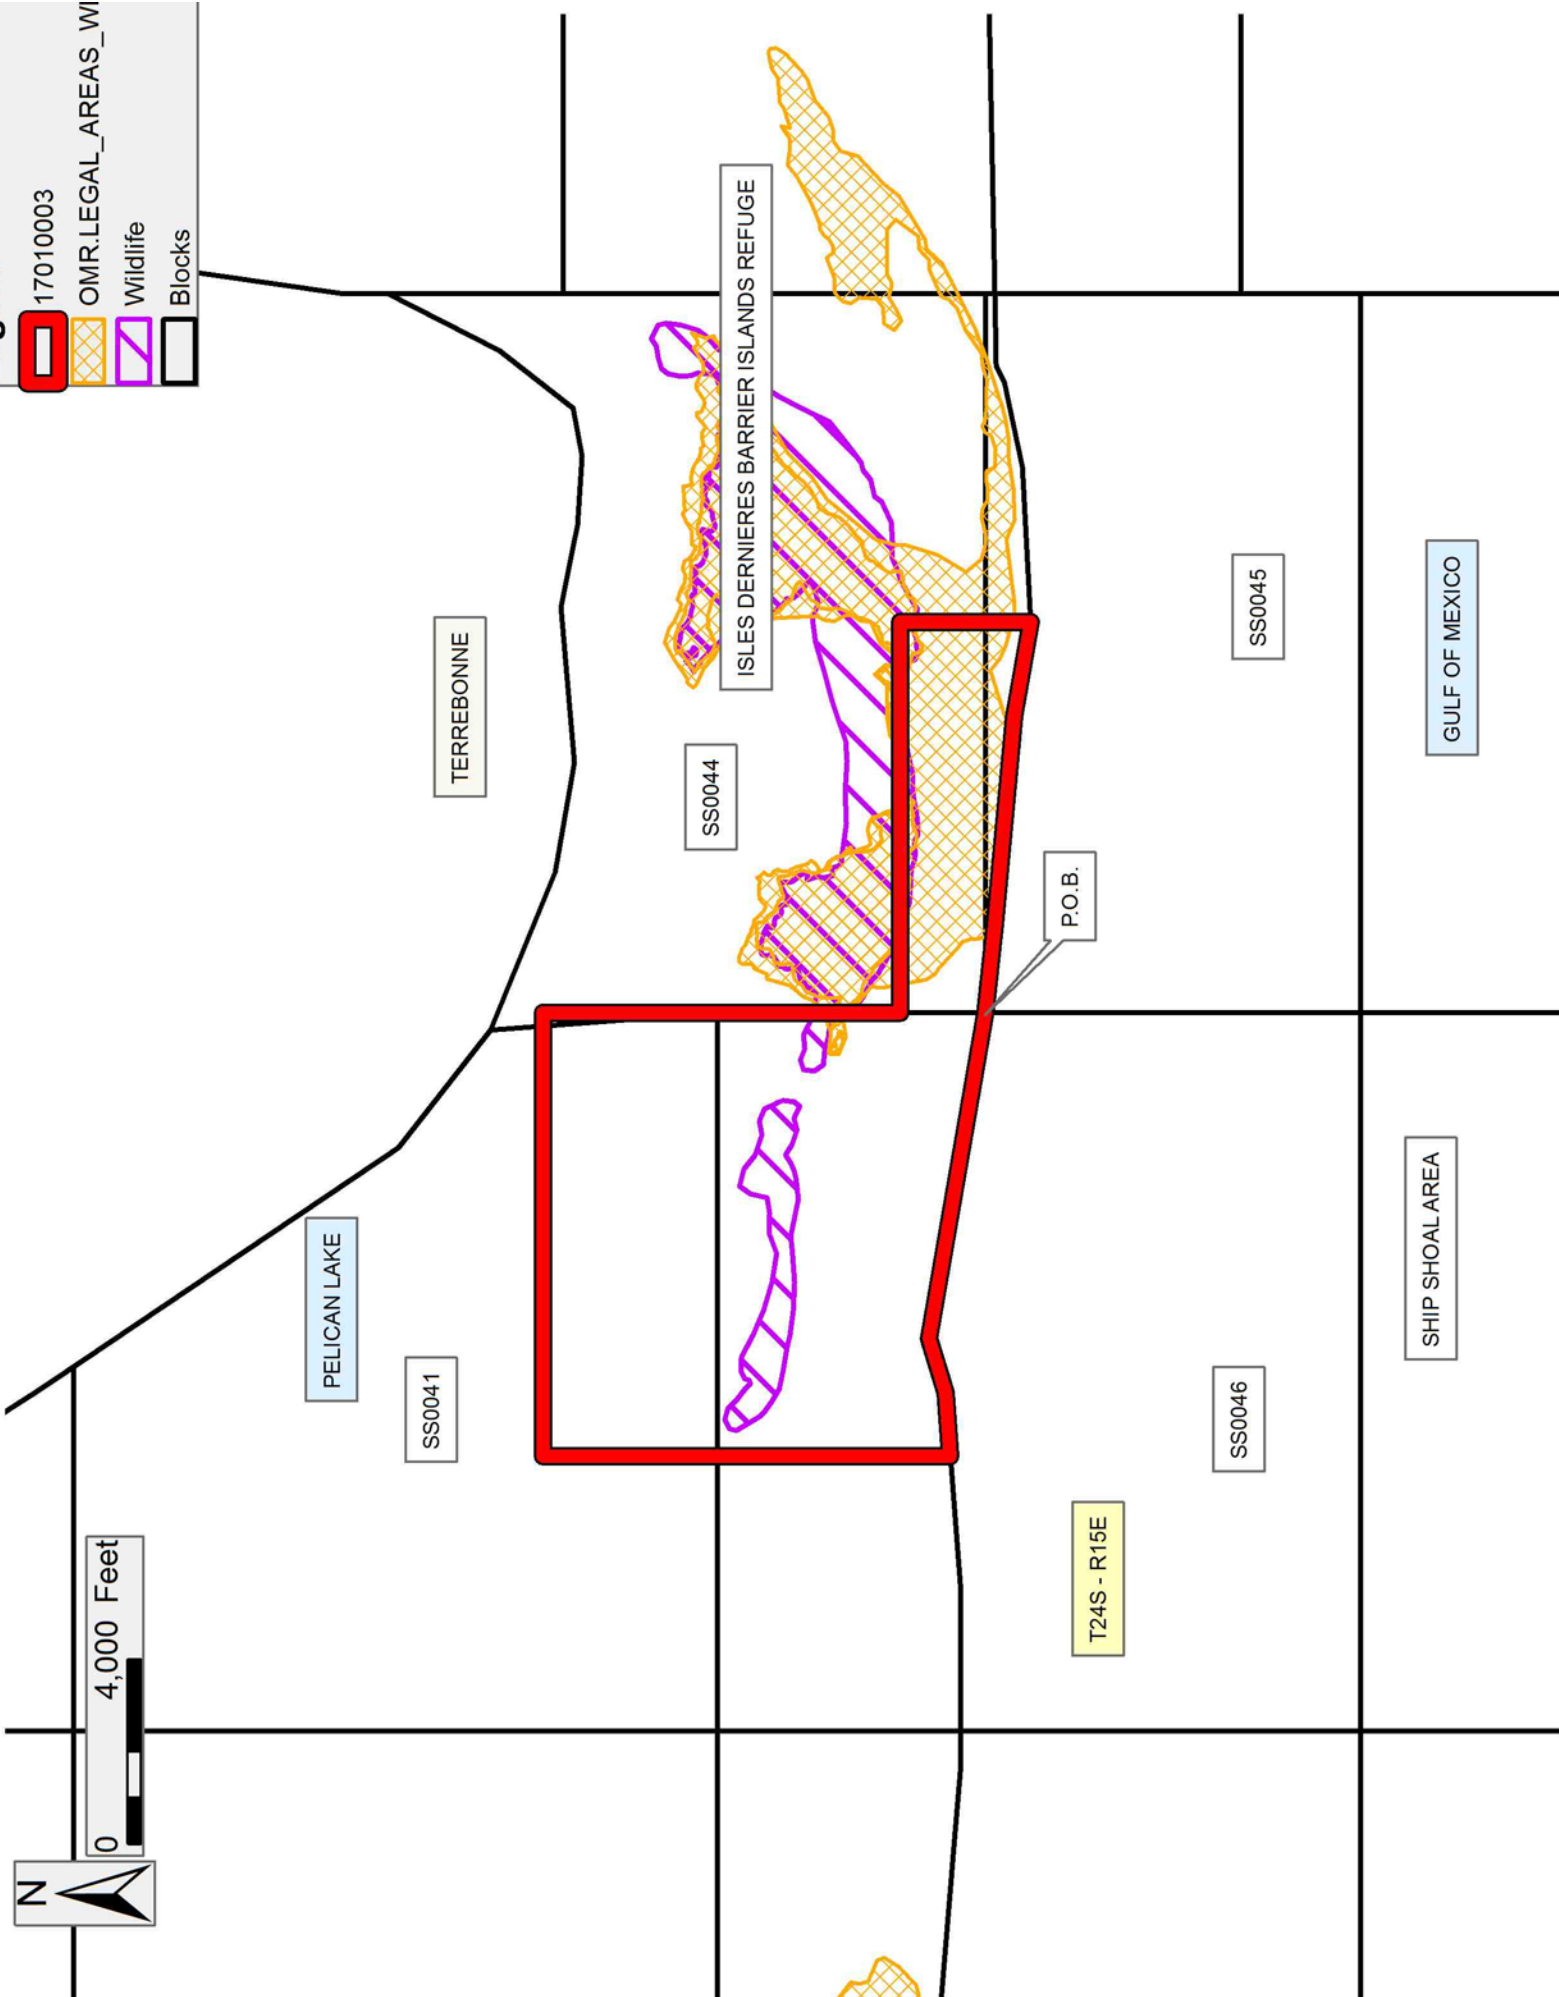 17010003
OMR.LEGAL_AREAS_WI
Wildlife
Blocks
ISLES DERNIERES BARRIER ISLANDS REFUGE
TERREBONNE
SS0044
SS0045
GULF OF MEXICO
P.O.B.
PELICAN LAKE
SS0041
SHIP SHOAL AREA
SS0046
T24S - R15E
0 4,000 Feet
N